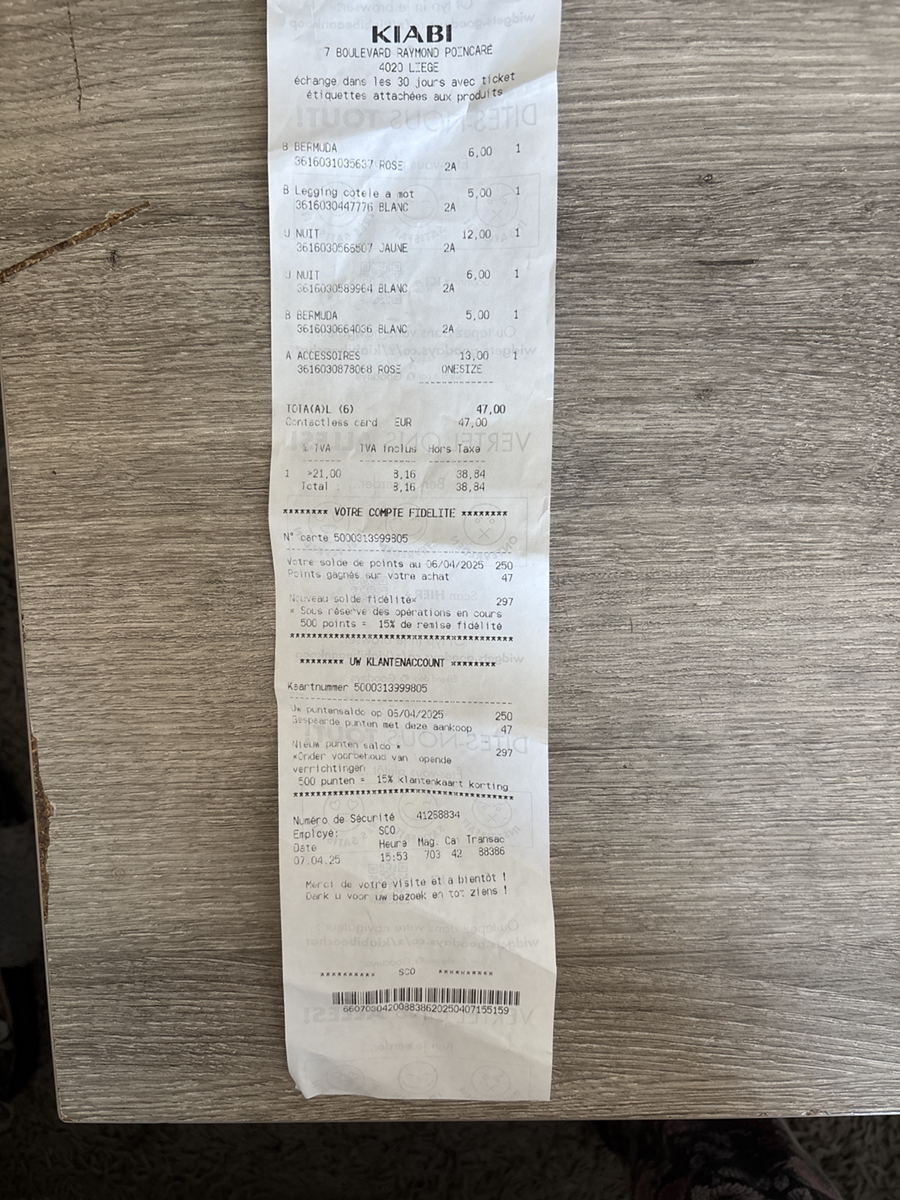 KIABI
7 BOULEVARD RAYMOND POINCARÉ
4020 LIEGE
échange dans les 30 jours avec ticket
étiquettes attachées aux produits
B BERMUDA 6,00 1
3616031035637 ROSE 2A
B Legging cotele a mot 5,00 1
3616030447776 BLANC 2A
U NUIT 12,00 1
3616030566507 JAUNE 2A
U NUIT 6,00 1
3616030589964 BLANC 2A
B BERMUDA 5,00 1
3616030664036 BLANC 2A
A ACCESSOIRES 13,00 1
3616030878068 ROSE ONESIZE
------------
TOTA(A)L (6) 47,00
Contactless card EUR 47,00
% TVA TVA Inclus Hors Taxe
1 >21,00 8,16 38,84
Total 8,16 38,84
******** VOTRE COMPTE FIDELITE ********
N° carte 5000313999805
Votre solde de points au 06/04/2025 250
Points gagnés sur votre achat 47
Nouveau solde fidélité* 297
* Sous réserve des opérations en cours
500 points = 15% de remise fidélité
****************************************
******** UW KLANTENACCOUNT ********
Kaartnummer 5000313999805
Uw puntensaldo op 06/04/2025 250
Gespaarde punten met deze aankoop 47
Nieuw punten saldo * 297
*Onder voorbehoud van opende
verrichtingen
500 punten = 15% klantenkaart korting
****************************************
Numéro de Sécurité 41268834
Employé: SCO
Date Heure Mag. Ca Transac
07.04.25 15:53 703 42 88386
Merci de votre visite et a bientôt !
Dank u voor uw bezoek en tot ziens !
********** SCO **********
660703042008838620250407155159